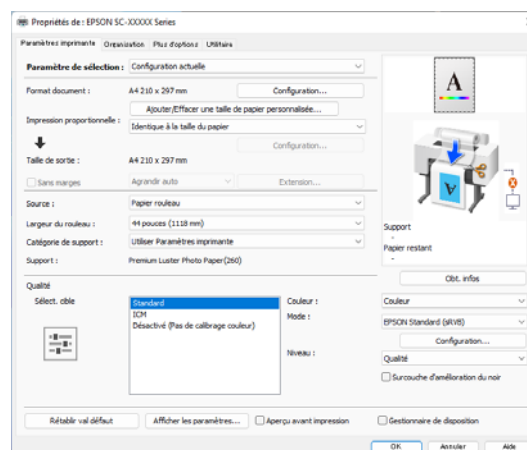 Propriétés de : EPSON SC-XXXXX Series
Paramètres imprimante Organisation Plus d'options Utilitaire
Paramètre de sélection : Configuration actuelle
Format document : A4 210 x 297 mm Configuration...
Ajouter/Effacer une taille de papier personnalisée...
Impression proportionnelle : Identique à la taille du papier
Configuration...
Taille de sortie : A4 210 x 297 mm
Sans marges Agrandir auto Extension...
Source : Papier rouleau
Largeur du rouleau : 44 pouces (1118 mm)
Catégorie de support : Utiliser Paramètres imprimante
Support : Premium Luster Photo Paper(260)
A
A
Support
-
Papier restant
-
Obt. infos
Qualité
Sélect. cible
Standard
ICM
Désactivé (Pas de calibrage couleur)
Couleur : Couleur
Mode : EPSON Standard (sRVB)
Configuration...
Niveau : Qualité
Surcouche d'amélioration du noir
Rétablir val défaut Afficher les paramètres... Aperçu avant impression Gestionnaire de disposition
OK Annuler Aide